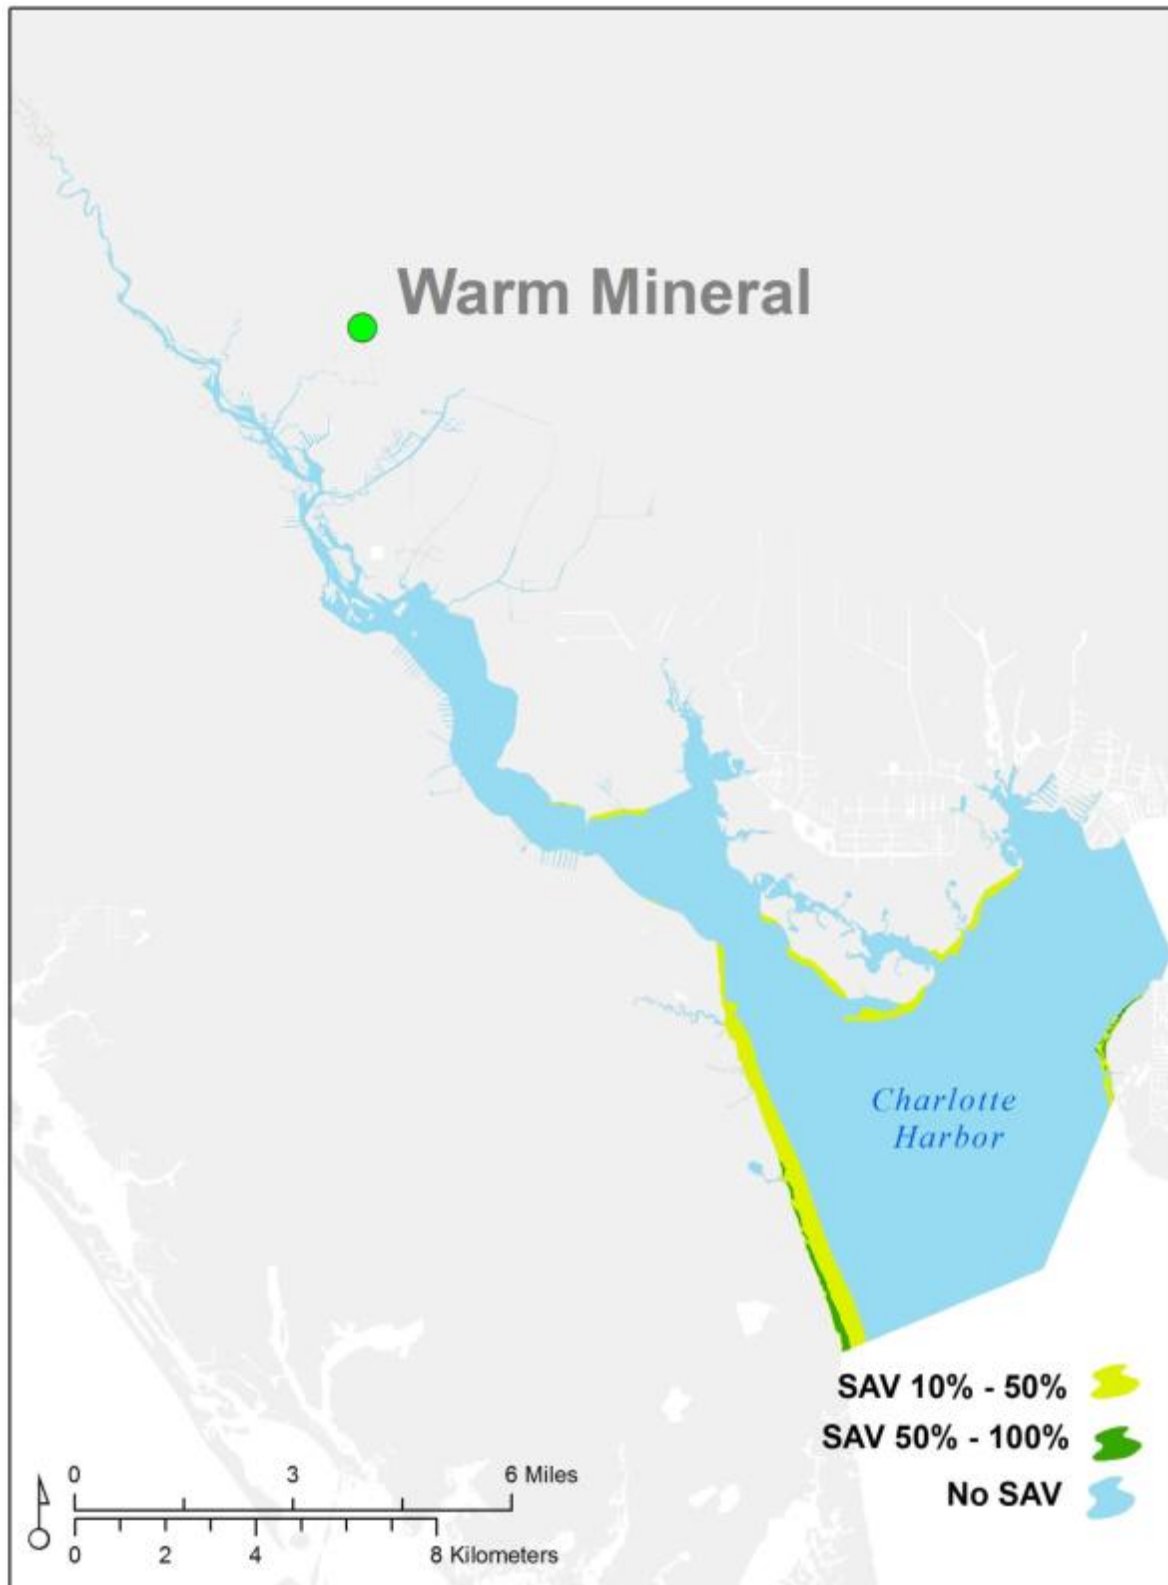 Warm Mineral
Charlotte
Harbor
SAV 10% - 50%
SAV 50% - 100%
No SAV
0 3 6 Miles
0 2 4 8 Kilometers